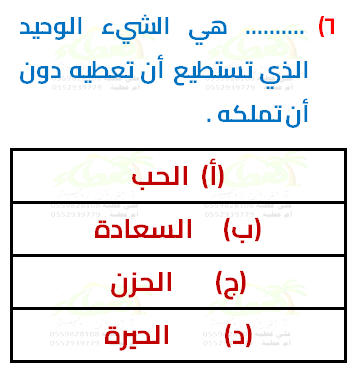 ٦) .......... هي الشيء الوحيد
الذي تستطيع أن تعطيه دون
أن تملكه .
(أ) الحب
(ب) السعادة
(ج) الحزن
(د) الحيرة